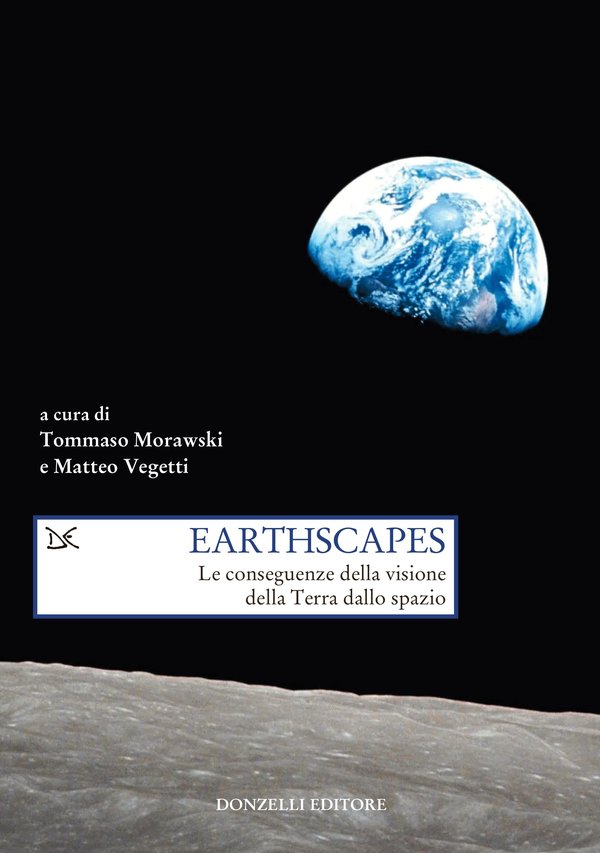 a cura di
Tommaso Morawski
e Matteo Vegetti
DE
EARTHSCAPES
Le conseguenze della visione
della Terra dallo spazio
DONZELLI EDITORE